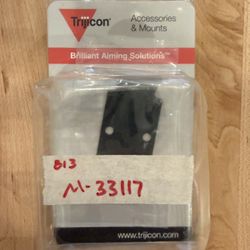 Trijicon®
Accessories
& Mounts
Brilliant Aiming Solutions™
813
M-33117
www.trijicon.com